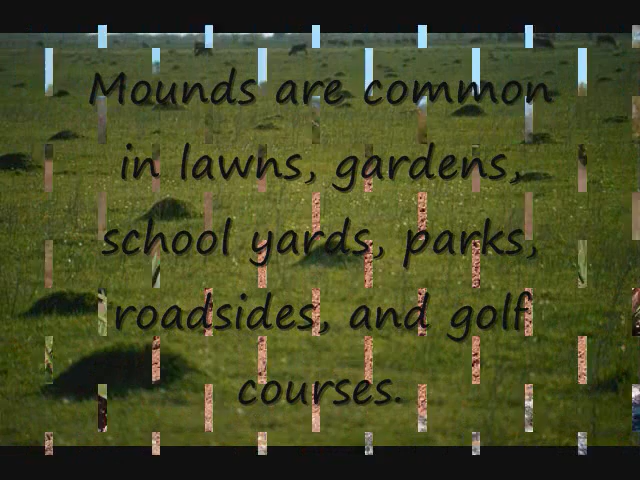 Mounds are common
in lawns, gardens,
school yards, parks,
roadsides, and golf
courses.